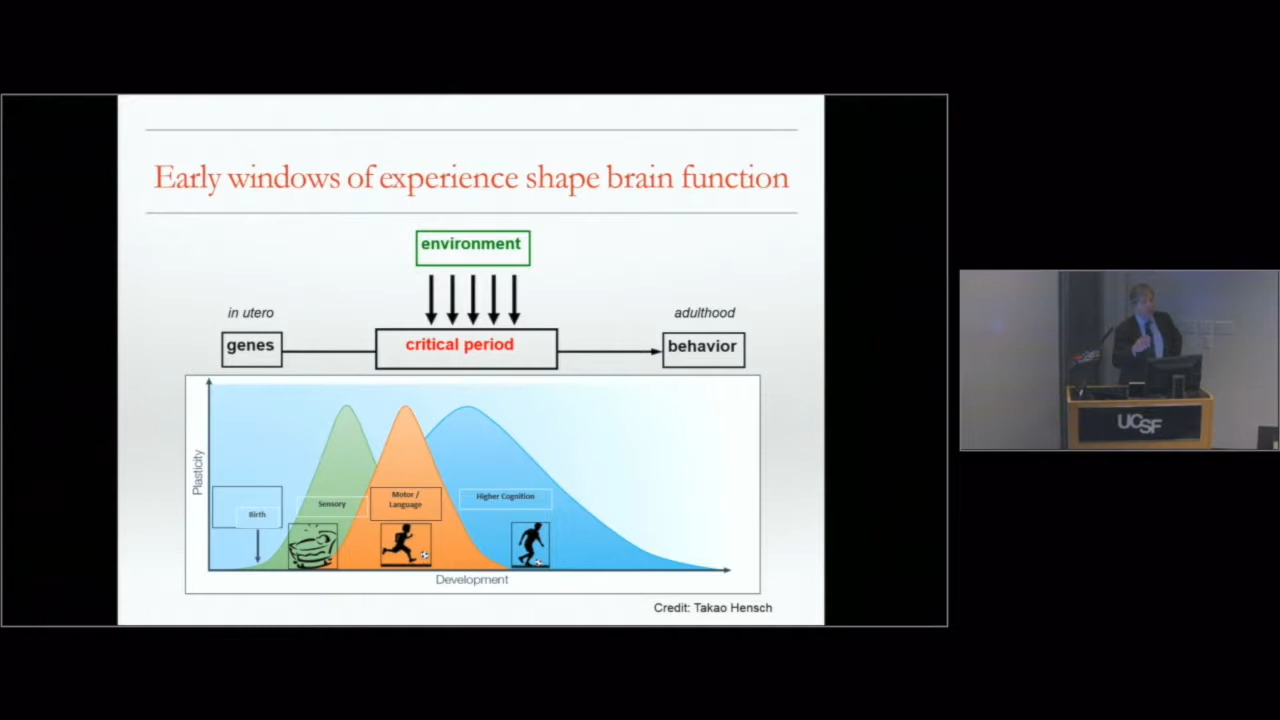 Early windows of experience shape brain function
environment
in utero
adulthood
genes
critical period
behavior
Plasticity
Birth
Sensory
Motor /
Language
Higher Cognition
Development
Credit: Takao Hensch
UCSF